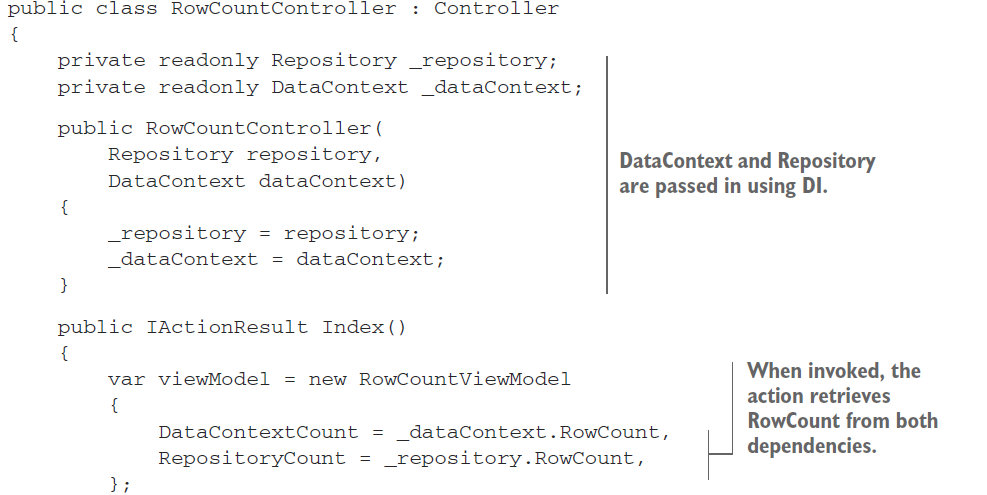 public class RowCountController : Controller
{
    private readonly Repository _repository;
    private readonly DataContext _dataContext;
    public RowCountController(
        Repository repository,
        DataContext dataContext)
    {
        _repository = repository;
        _dataContext = dataContext;
    }
DataContext and Repository
are passed in using DI.
    public IActionResult Index()
    {
        var viewModel = new RowCountViewModel
        {
            DataContextCount = _dataContext.RowCount,
            RepositoryCount = _repository.RowCount,
        };
When invoked, the
action retrieves
RowCount from both
dependencies.